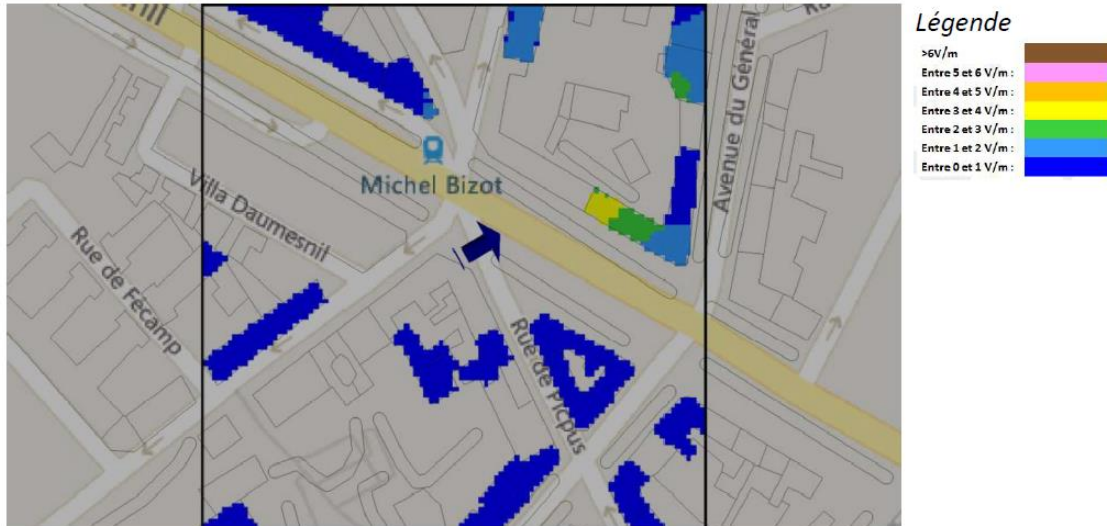 nil
Michel Bizot
Villa Daumesnil
Rue de Fécamp
Rue de Picpus
Avenue du Général
Légende
>6V/m
Entre 5 et 6 V/m :
Entre 4 et 5 V/m :
Entre 3 et 4 V/m :
Entre 2 et 3 V/m :
Entre 1 et 2 V/m :
Entre 0 et 1 V/m :